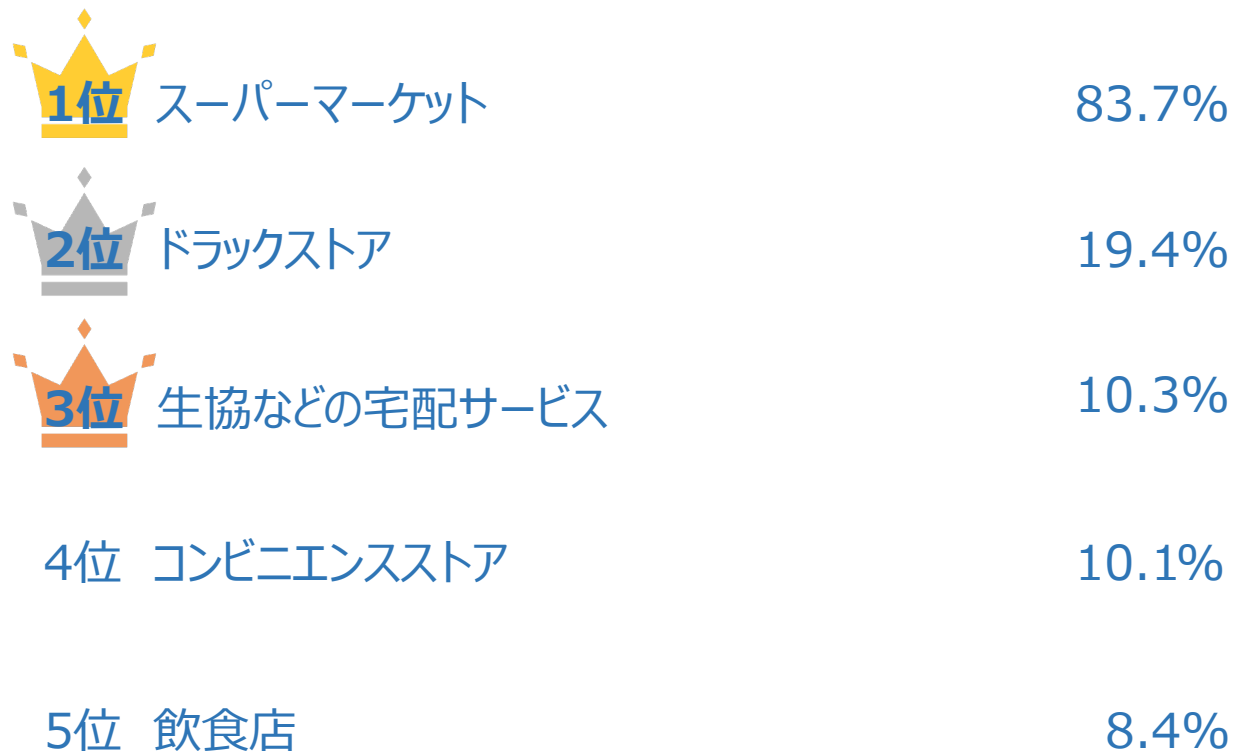 1位 スーパーマーケット 83.7%
2位 ドラックストア 19.4%
3位 生協などの宅配サービス 10.3%
4位 コンビニエンスストア 10.1%
5位 飲食店 8.4%